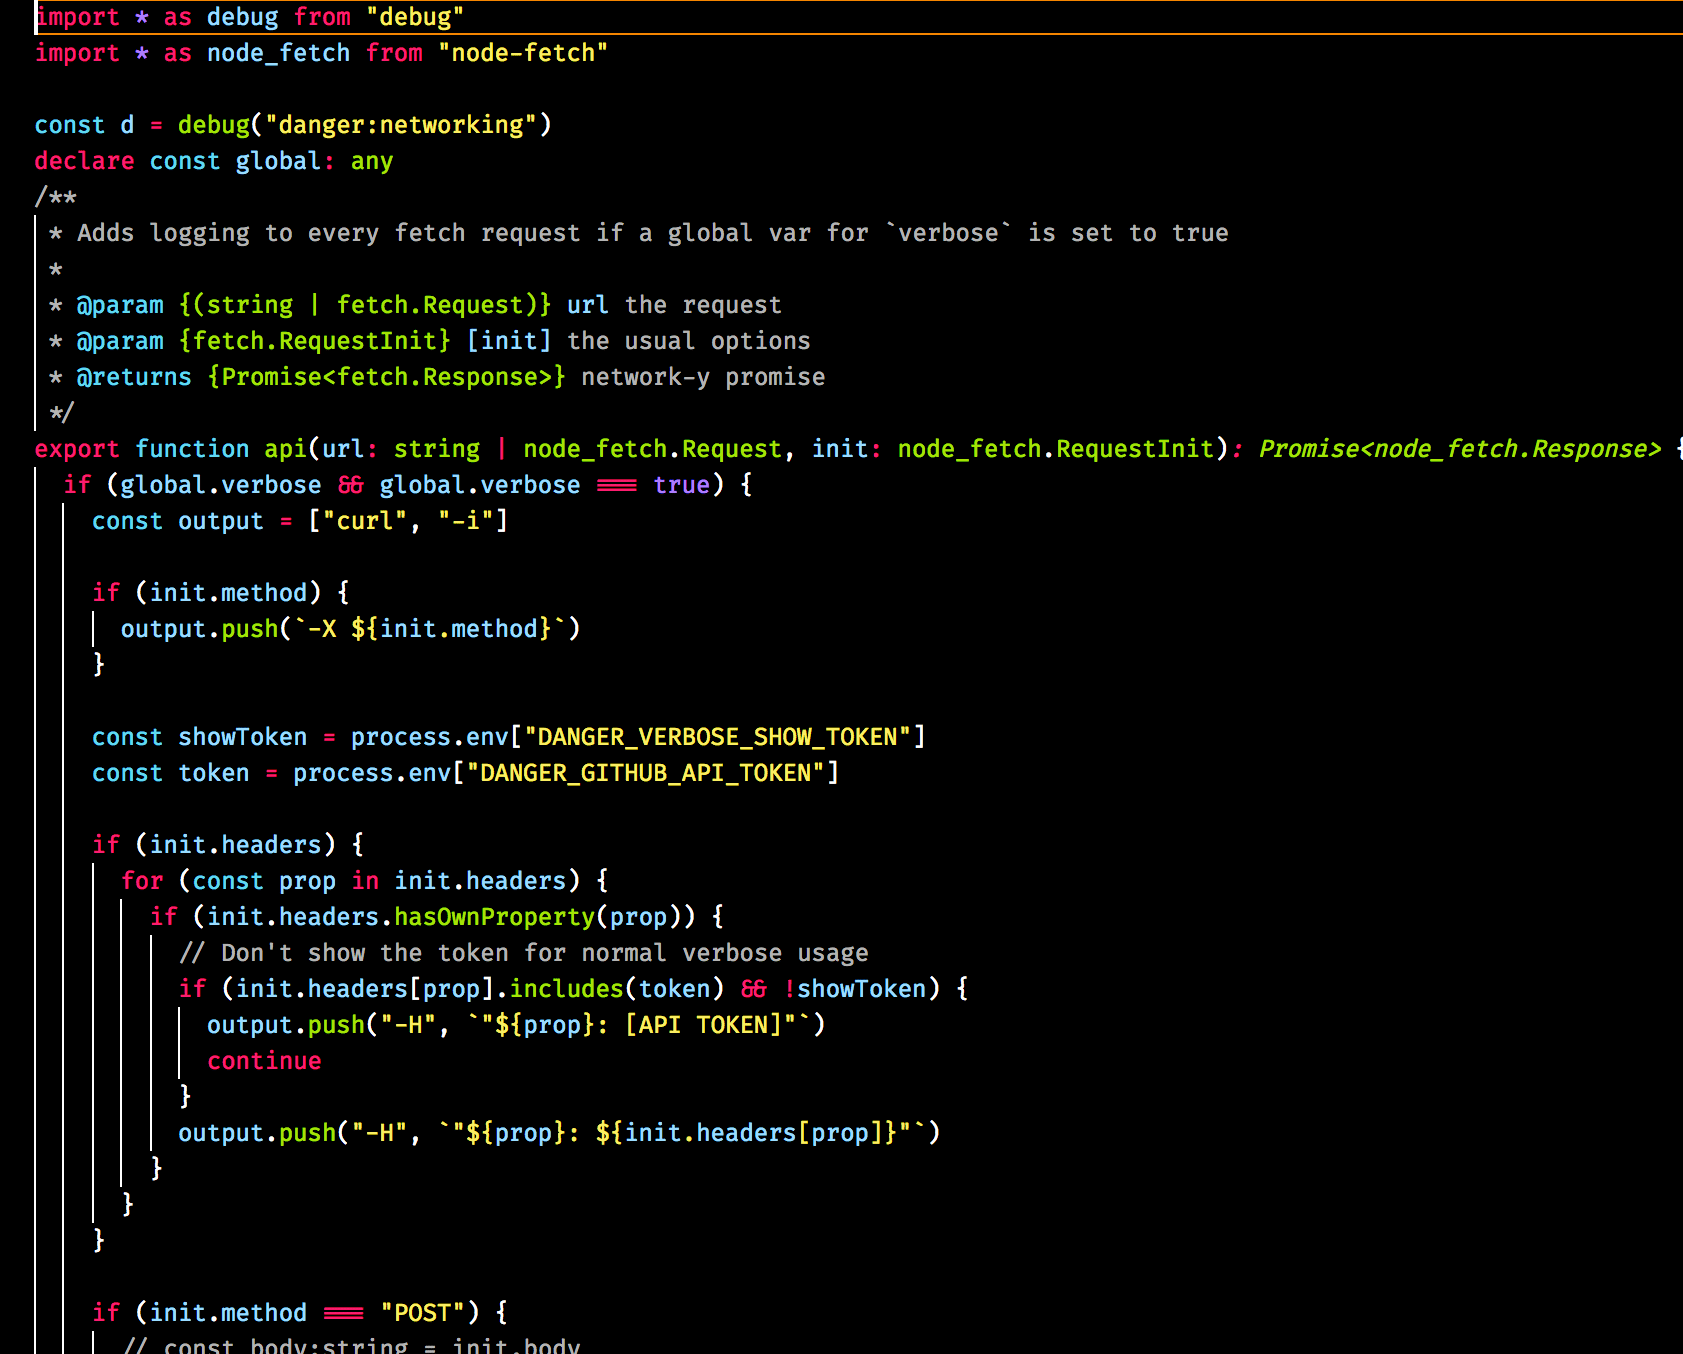 import * as debug from "debug"
import * as node_fetch from "node-fetch"
const d = debug("danger:networking")
declare const global: any
/**
* Adds logging to every fetch request if a global var for `verbose` is set to true
*
* @param {(string | fetch.Request)} url the request
* @param {fetch.RequestInit} [init] the usual options
* @returns {Promise<fetch.Response>} network-y promise
*/
export function api(url: string | node_fetch.Request, init: node_fetch.RequestInit): Promise<node_fetch.Response> {
if (global.verbose && global.verbose === true) {
const output = ["curl", "-i"]
if (init.method) {
output.push(`-X ${init.method}`)
}
const showToken = process.env["DANGER_VERBOSE_SHOW_TOKEN"]
const token = process.env["DANGER_GITHUB_API_TOKEN"]
if (init.headers) {
for (const prop in init.headers) {
if (init.headers.hasOwnProperty(prop)) {
// Don't show the token for normal verbose usage
if (init.headers[prop].includes(token) && !showToken) {
output.push("-H", `"${prop}: [API TOKEN]"`)
continue
}
output.push("-H", `"${prop}: ${init.headers[prop]}"`)
}
}
}
if (init.method === "POST") {
// const body:string = init.body